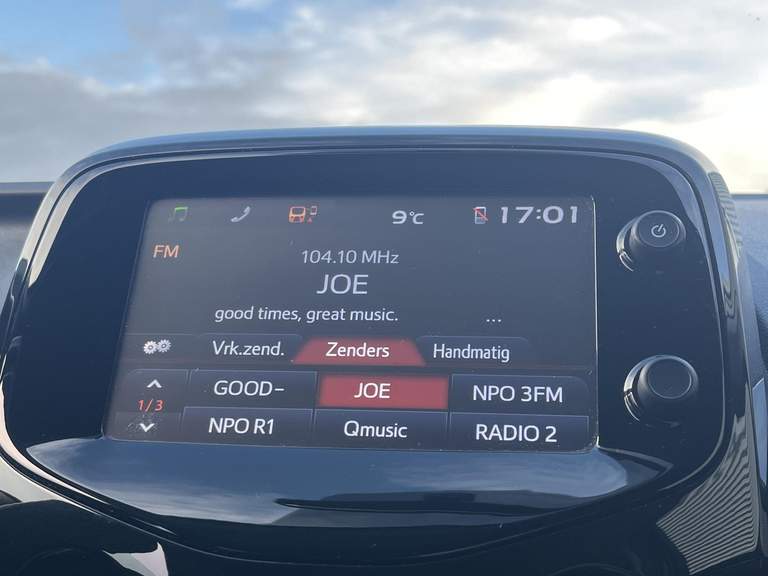 9°C 17:01
FM
104.10 MHz
JOE
good times, great music. ...
Vrk.zend. Zenders Handmatig
GOOD- JOE NPO 3FM
1/3
NPO R1 Qmusic RADIO 2